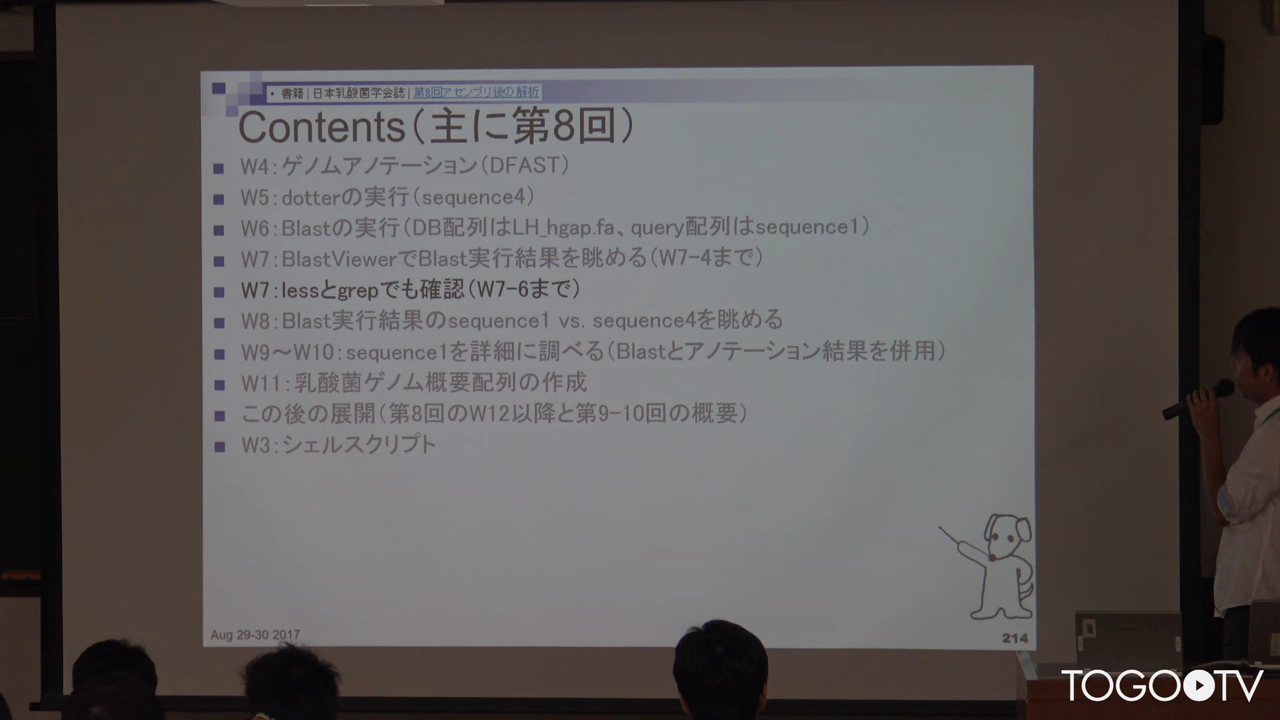 • 書籍 | 日本乳酸菌学会誌 | 第8回アセンブリ後の解析
Contents（主に第8回）
W4：ゲノムアノテーション（DFAST）
W5：dotterの実行（sequence4）
W6：Blastの実行（DB配列はLH_hgap.fa、query配列はsequence1）
W7：BlastViewerでBlast実行結果を眺める（W7-4まで）
W7：lessとgrepでも確認（W7-6まで）
W8：Blast実行結果のsequence1 vs. sequence4を眺める
W9～W10：sequence1を詳細に調べる（Blastとアノテーション結果を併用）
W11：乳酸菌ゲノム概要配列の作成
この後の展開（第8回のW12以降と第9-10回の概要）
W3：シェルスクリプト
Aug 29-30 2017
214
TOGO TV